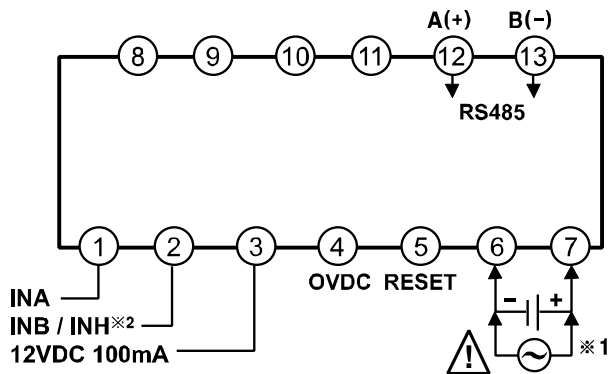 A(+) B(−)
8 9 10 11 12 13
RS485
1 2 3 4 5 6 7
0VDC RESET
INA
INB / INH※2
12VDC 100mA
− +
! ~ ※1